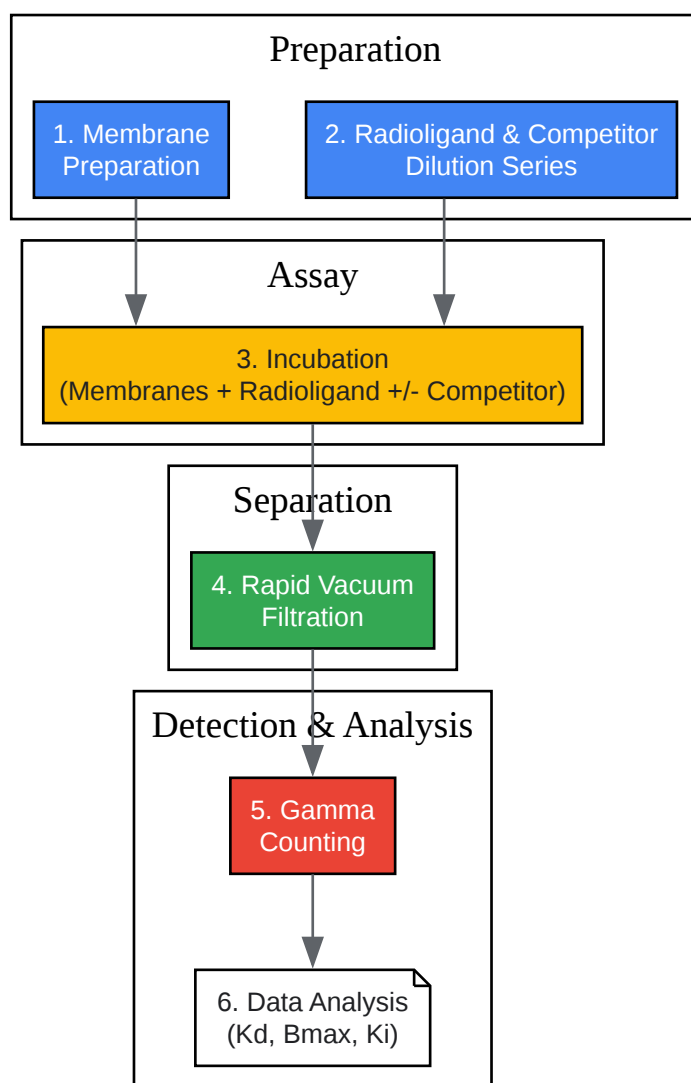 Preparation
1. Membrane
Preparation
2. Radioligand & Competitor
Dilution Series
Assay
3. Incubation
(Membranes + Radioligand +/- Competitor)
Separation
4. Rapid Vacuum
Filtration
Detection & Analysis
5. Gamma
Counting
6. Data Analysis
(Kd, Bmax, Ki)